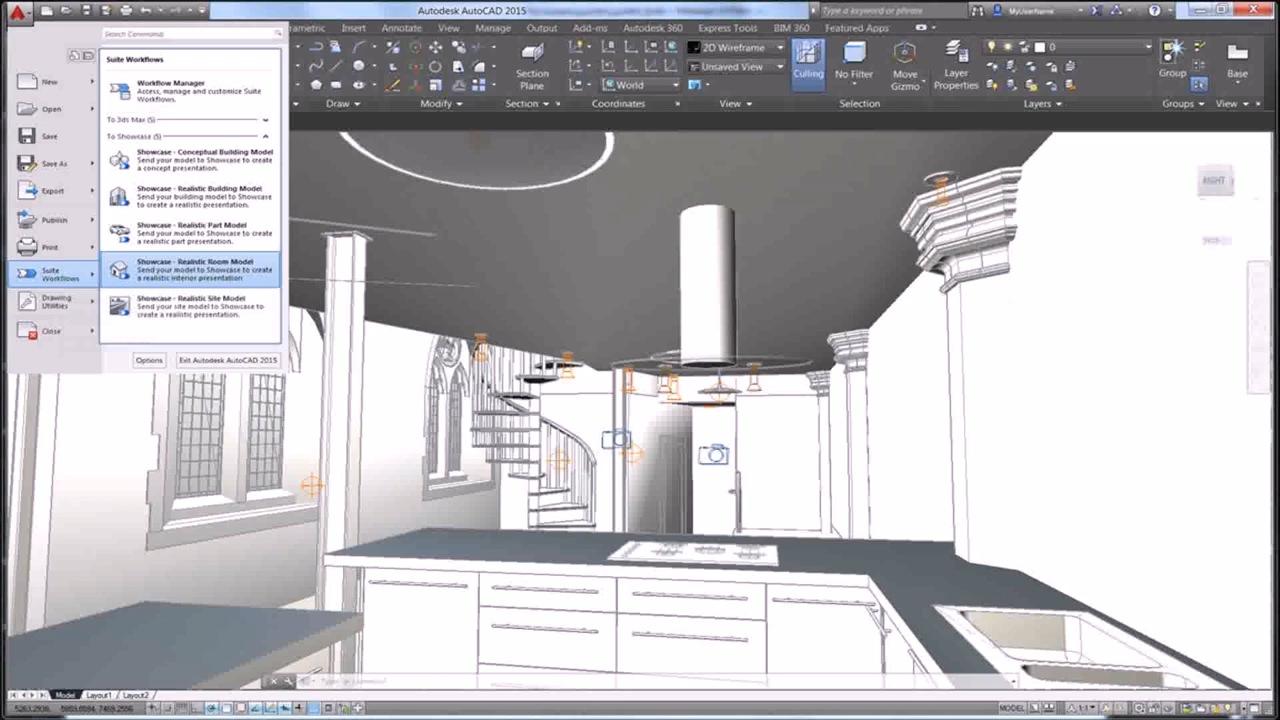 Autodesk AutoCAD 2015
Type a keyword or phrase
MyUserName
Search Commands
Insert Annotate View Manage Output Add-ms Autodesk 360 Express Tools BIM 360 Featured Apps
Suite Workflows
Workflow Manager
Access, manage and customize Suite
Workflows.
To 3ds Max (5)
To Showcase (5)
Showcase - Conceptual Building Model
Send your model to Showcase to create
a concept presentation.
Showcase - Realistic Building Model
Send your building model to Showcase
to create a realistic presentation.
Showcase - Realistic Part Model
Send your model to Showcase to create
a realistic part presentation.
Showcase - Realistic Room Model
Send your model to Showcase to create
a realistic interior presentation
Showcase - Realistic Site Model
Send your site model to Showcase to
create a realistic presentation.
Options
Exit Autodesk AutoCAD 2015
New
Open
Save
Save As
Export
Publish
Print
Suite
Workflows
Drawing
Utilities
Close
Section
Plane
2D Wireframe
Unsaved View
World
Culling
No Filter
Move
Gizmo
Layer
Properties
0
Group
Base
Draw
Modify
Section
Coordinates
View
Selection
Layers
Groups
View
RIGHT
Type a command
Model Layout1 Layout2
MODEL
1:1